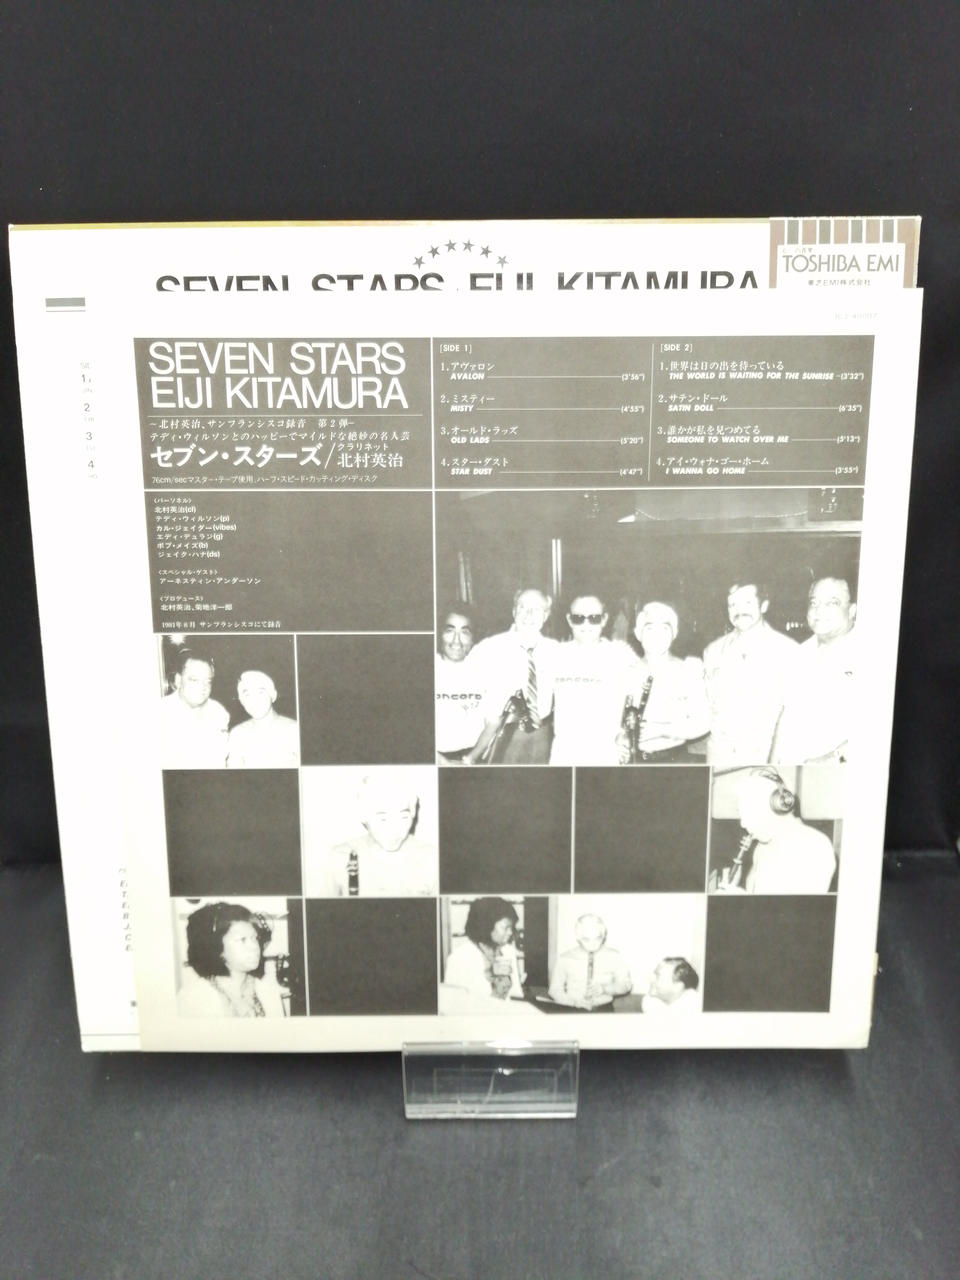 SEVEN STARS · EIJI KITAMURA
TOSHIBA EMI
東芝EMI株式会社
SEVEN STARS
EIJI KITAMURA
~北村英治、サンフランシスコ録音 第2弾~
テディ・ウィルソンとのハッピーでマイルドな絶妙の名人芸
セブン・スターズ/クラリネット 北村英治
76cm/secマスター・テープ使用、ハーフ・スピード・カッティング・ディスク
[SIDE 1]
1. アヴァロン
AVALON (3'56")
2. ミスティー
MISTY (4'55")
3. オールド・ラッズ
OLD LADS (5'20")
4. スター・ダスト
STAR DUST (4'47")
[SIDE 2]
1. 世界は日の出を待っている
THE WORLD IS WAITING FOR THE SUNRISE (3'32")
2. サテン・ドール
SATIN DOLL (6'35")
3. 誰かが私を見つめてる
SOMEONE TO WATCH OVER ME (5'13")
4. アイ・ウォナ・ゴー・ホーム
I WANNA GO HOME (3'55")
〈パーソネル〉
北村英治(cl)
テディ・ウィルソン(p)
カル・ジェイダー(vibes)
エディ・デュラン(g)
ボブ・メイズ(b)
ジェイク・ハナ(ds)
〈スペシャル・ゲスト〉
アーネスティン・アンダーソン
〈プロデュース〉
北村英治、菊地洋一郎
1981年8月 サンフランシスコにて録音
1
2
3
4
concord